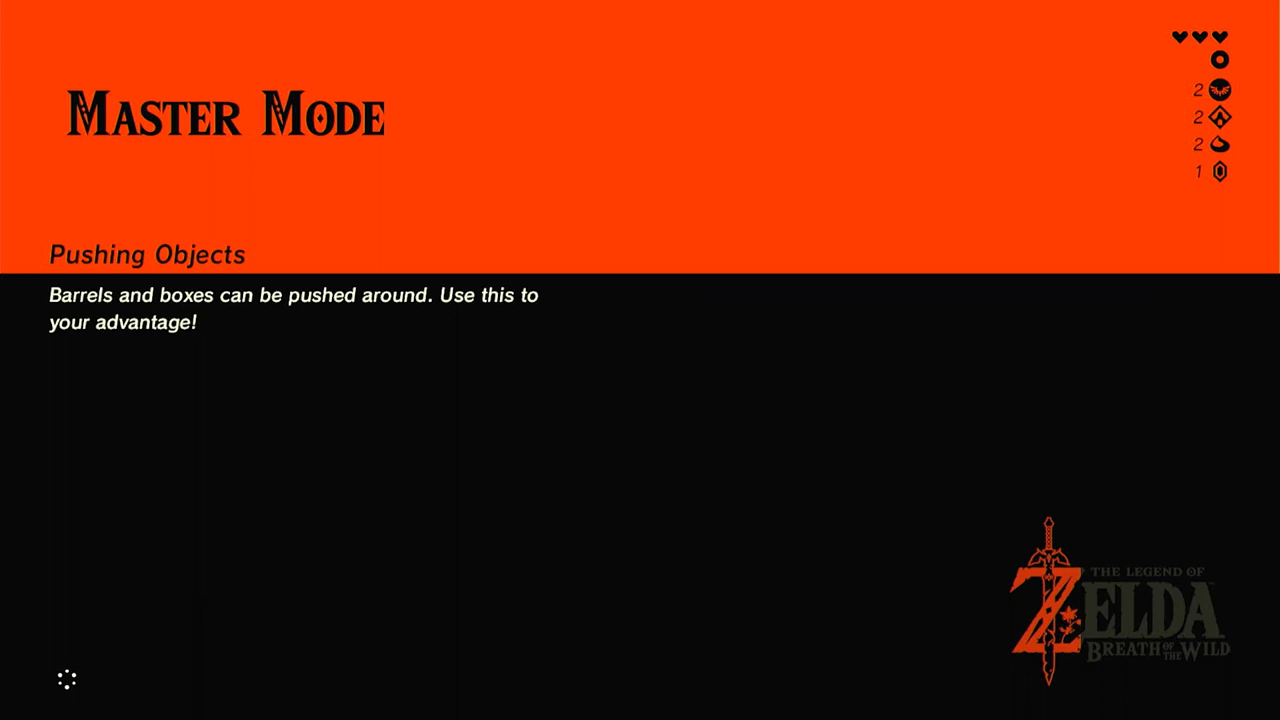 Master Mode
2
2
2
1
Pushing Objects
Barrels and boxes can be pushed around. Use this to
your advantage!
THE LEGEND OF
ZELDA
BREATH OF THE WILD